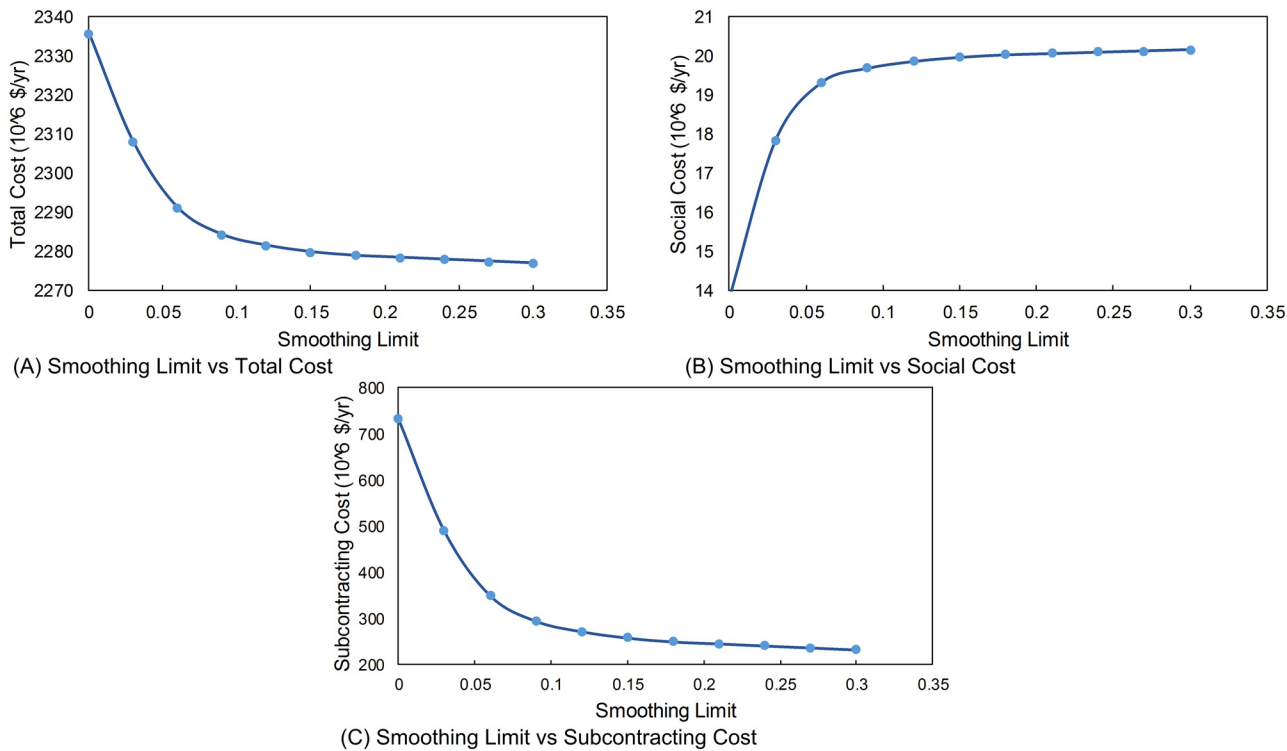 2340
2330
2320
2310
2300
2290
2280
2270
Total Cost (10^6 $/yr)
0 0.05 0.1 0.15 0.2 0.25 0.3 0.35
Smoothing Limit
(A) Smoothing Limit vs Total Cost
21
20
19
18
17
16
15
14
Social Cost (10^6 $/yr)
0 0.05 0.1 0.15 0.2 0.25 0.3 0.35
Smoothing Limit
(B) Smoothing Limit vs Social Cost
800
700
600
500
400
300
200
Subcontracting Cost (10^6 $/yr)
0 0.05 0.1 0.15 0.2 0.25 0.3 0.35
Smoothing Limit
(C) Smoothing Limit vs Subcontracting Cost